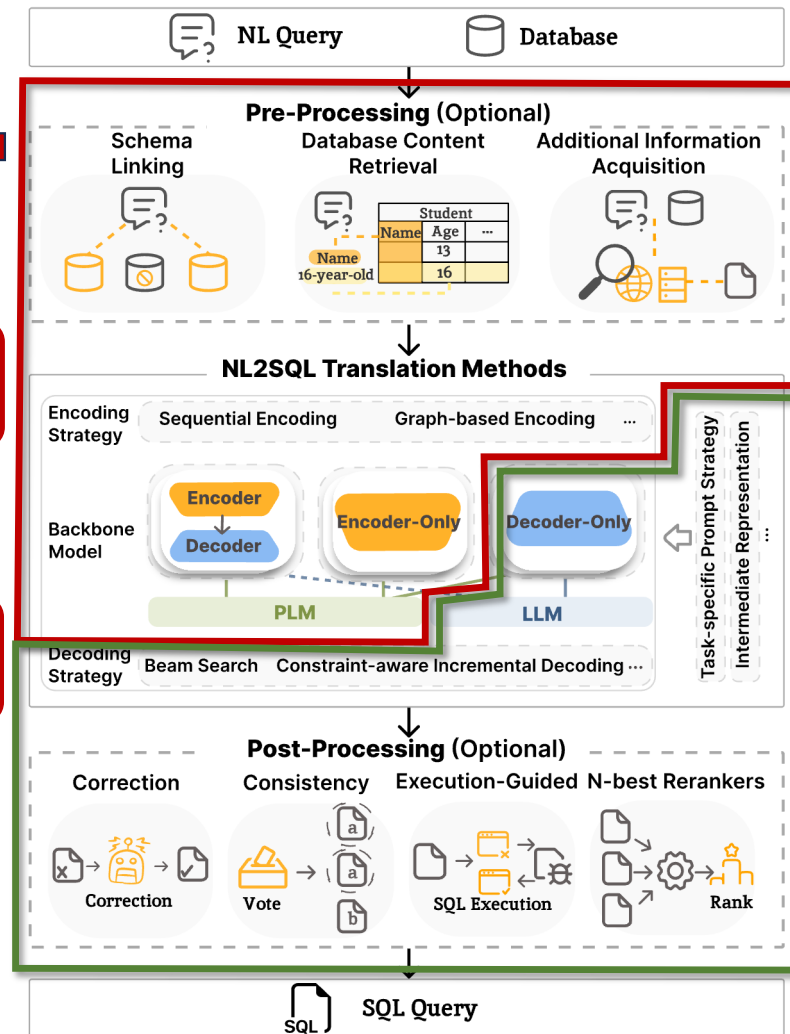 NL Query
Database
Pre-Processing (Optional)
Schema
Linking
Database Content
Retrieval
Additional Information
Acquisition
Student
Name
Age
...
13
16
Name
16-year-old
NL2SQL Translation Methods
Encoding
Strategy
Sequential Encoding
Graph-based Encoding
...
Backbone
Model
Encoder
Decoder
Encoder-Only
Decoder-Only
PLM
LLM
Decoding
Strategy
Beam Search
Constraint-aware Incremental Decoding ...
Task-specific Prompt Strategy
Intermediate Representation
...
Post-Processing (Optional)
Correction
Consistency
Execution-Guided
N-best Rerankers
Correction
Vote
a
a
b
SQL Execution
Rank
SQL
SQL Query